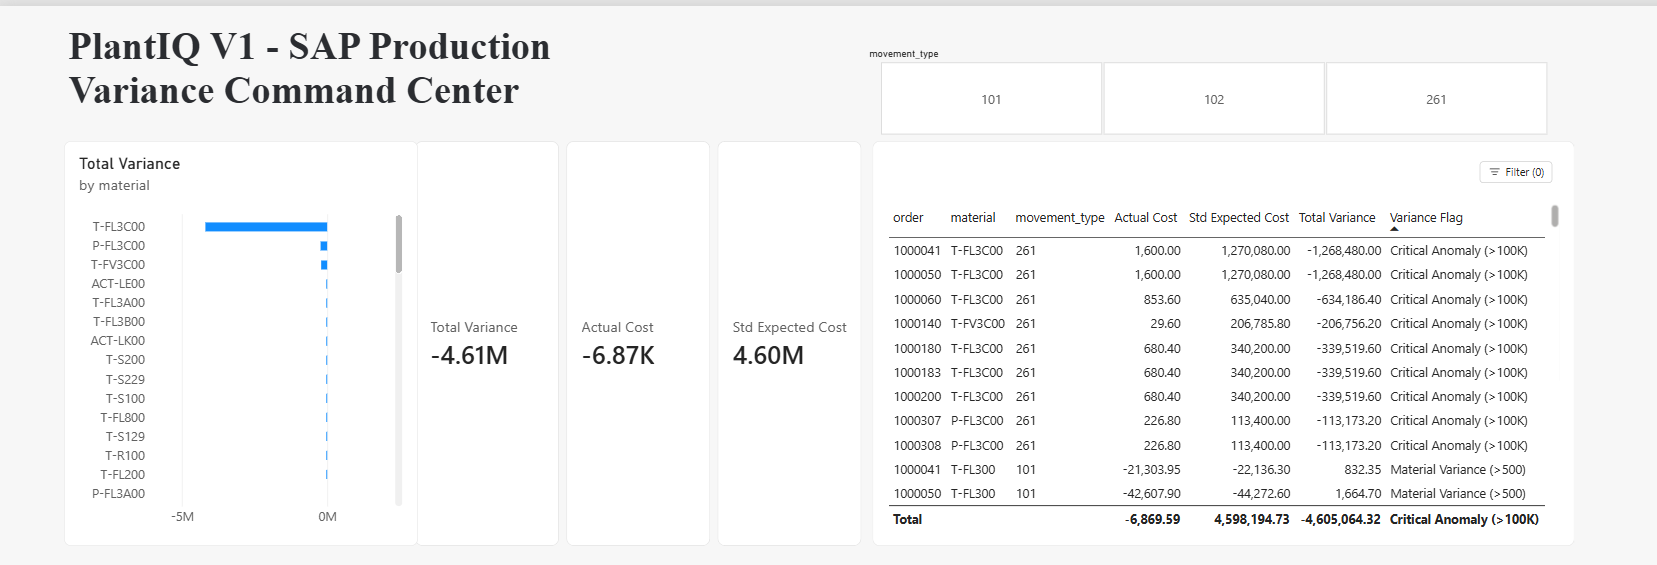 PlantIQ V1 - SAP Production
Variance Command Center
movement_type
101 102 261
Total Variance
by material
T-FL3C00
P-FL3C00
T-FV3C00
ACT-LE00
T-FL3A00
T-FL3B00
ACT-LK00
T-S200
T-S229
T-S100
T-FL800
T-S129
T-R100
T-FL200
P-FL3A00
-5M 0M
Total Variance
-4.61M
Actual Cost
-6.87K
Std Expected Cost
4.60M
Filter (0)
order material movement_type Actual Cost Std Expected Cost Total Variance Variance Flag
1000041 T-FL3C00 261 1,600.00 1,270,080.00 -1,268,480.00 Critical Anomaly (>100K)
1000050 T-FL3C00 261 1,600.00 1,270,080.00 -1,268,480.00 Critical Anomaly (>100K)
1000060 T-FL3C00 261 853.60 635,040.00 -634,186.40 Critical Anomaly (>100K)
1000140 T-FV3C00 261 29.60 206,785.80 -206,756.20 Critical Anomaly (>100K)
1000180 T-FL3C00 261 680.40 340,200.00 -339,519.60 Critical Anomaly (>100K)
1000183 T-FL3C00 261 680.40 340,200.00 -339,519.60 Critical Anomaly (>100K)
1000200 T-FL3C00 261 680.40 340,200.00 -339,519.60 Critical Anomaly (>100K)
1000307 P-FL3C00 261 226.80 113,400.00 -113,173.20 Critical Anomaly (>100K)
1000308 P-FL3C00 261 226.80 113,400.00 -113,173.20 Critical Anomaly (>100K)
1000041 T-FL300 101 -21,303.95 -22,136.30 832.35 Material Variance (>500)
1000050 T-FL300 101 -42,607.90 -44,272.60 1,664.70 Material Variance (>500)
Total -6,869.59 4,598,194.73 -4,605,064.32 Critical Anomaly (>100K)